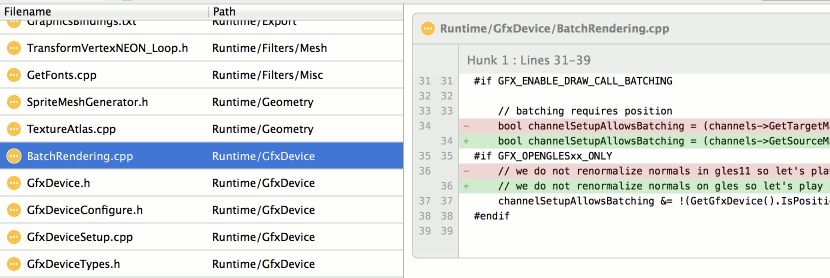 Filename Path
GraphicsBindings.txt Runtime/Export
TransformVertexNEON_Loop.h Runtime/Filters/Mesh
GetFonts.cpp Runtime/Filters/Misc
SpriteMeshGenerator.h Runtime/Geometry
TextureAtlas.cpp Runtime/Geometry
BatchRendering.cpp Runtime/GfxDevice
GfxDevice.h Runtime/GfxDevice
GfxDeviceConfigure.h Runtime/GfxDevice
GfxDeviceSetup.cpp Runtime/GfxDevice
GfxDeviceTypes.h Runtime/GfxDevice
Runtime/GfxDevice/BatchRendering.cpp
Hunk 1 : Lines 31-39
31 31 #if GFX_ENABLE_DRAW_CALL_BATCHING
32 32
33 33 // batching requires position
34 - bool channelSetupAllowsBatching = (channels->GetTargetMa
34 + bool channelSetupAllowsBatching = (channels->GetSourceMa
35 35 #if GFX_OPENGLESxx_ONLY
36 - // we do not renormalize normals in gles11 so let's play
36 + // we do not renormalize normals on gles so let's play
37 37 channelSetupAllowsBatching &= !(GetGfxDevice().IsPositio
38 38 #endif
39 39